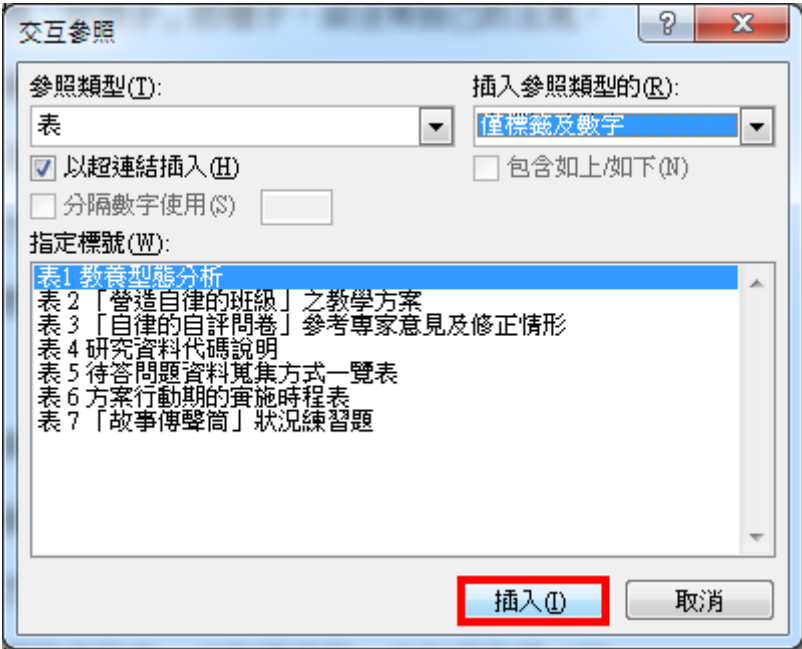 交互參照
參照類型(T):
插入參照類型的(R):
表
僅標籤及數字
以超連結插入(H)
包含如上/如下(N)
分隔數字使用(S)
指定標號(W):
表1 教養型態分析
表 2 「營造自律的班級」之教學方案
表 3 「自律的自評問卷」參考專家意見及修正情形
表 4 研究資料代碼說明
表 5 待答問題資料蒐集方式一覽表
表 6 方案行動期的實施時程表
表 7 「故事傳聲筒」狀況練習題
插入(I)
取消